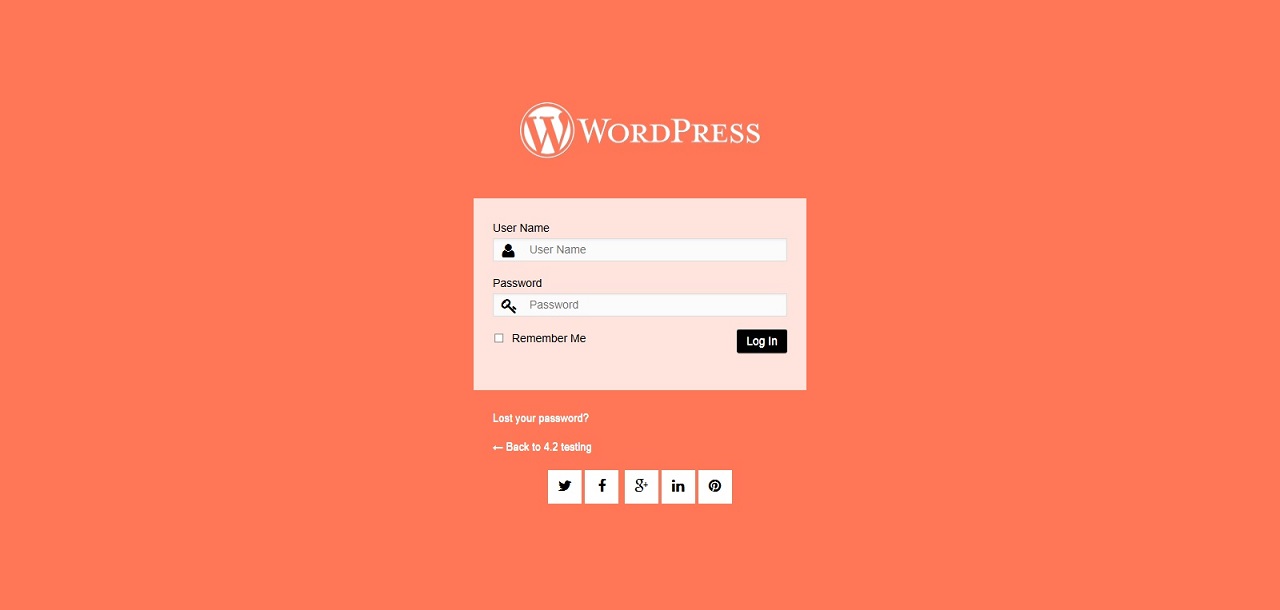 WORDPRESS
User Name
User Name
Password
Password
Remember Me
Log In
Lost your password?
← Back to 4.2 testing